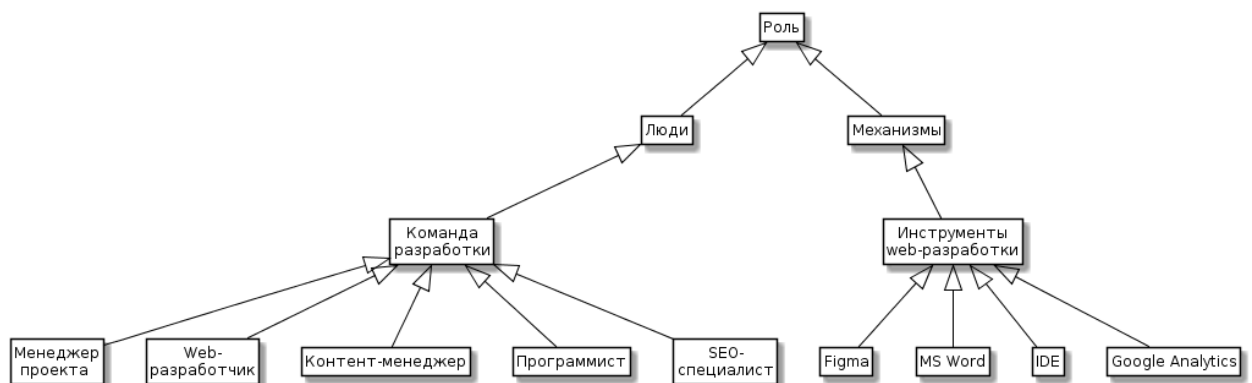 Роль
Люди
Механизмы
Команда
разработки
Инструменты
web-разработки
Менеджер
проекта
Web-
разработчик
Контент-менеджер
Программист
SEO-
специалист
Figma
MS Word
IDE
Google Analytics